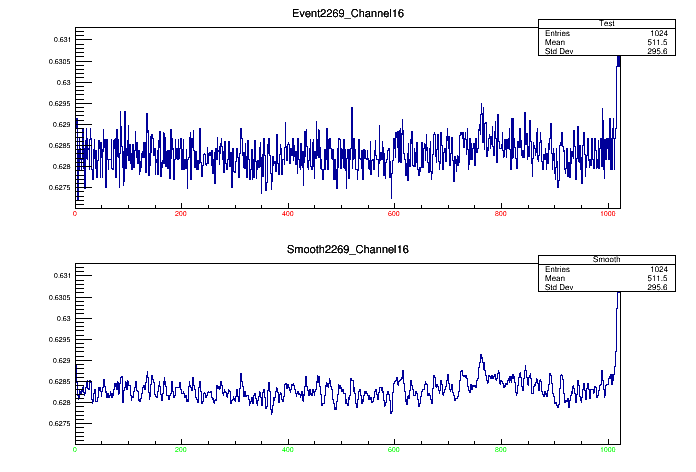 Event2269_Channel16
Test
Entries 1024
Mean 511.5
Std Dev 295.6
0.631
0.6305
0.63
0.6295
0.629
0.6285
0.628
0.6275
0 200 400 600 800 1000
Smooth2269_Channel16
Smooth
Entries 1024
Mean 511.5
Std Dev 295.6
0.631
0.6305
0.63
0.6295
0.629
0.6285
0.628
0.6275
0 200 400 600 800 1000